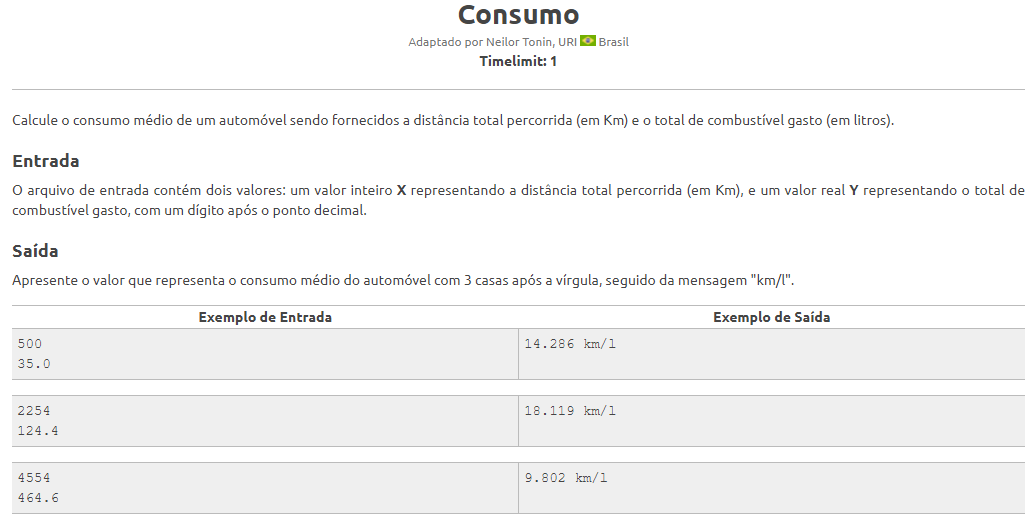 Consumo
Adaptado por Neilor Tonin, URI Brasil
Timelimit: 1
Calcule o consumo médio de um automóvel sendo fornecidos a distância total percorrida (em Km) e o total de combustível gasto (em litros).
Entrada
O arquivo de entrada contém dois valores: um valor inteiro X representando a distância total percorrida (em Km), e um valor real Y representando o total de
combustível gasto, com um dígito após o ponto decimal.
Saída
Apresente o valor que representa o consumo médio do automóvel com 3 casas após a vírgula, seguido da mensagem "km/l".
Exemplo de Entrada Exemplo de Saída
500 14.286 km/l
35.0
2254 18.119 km/l
124.4
4554 9.802 km/l
464.6